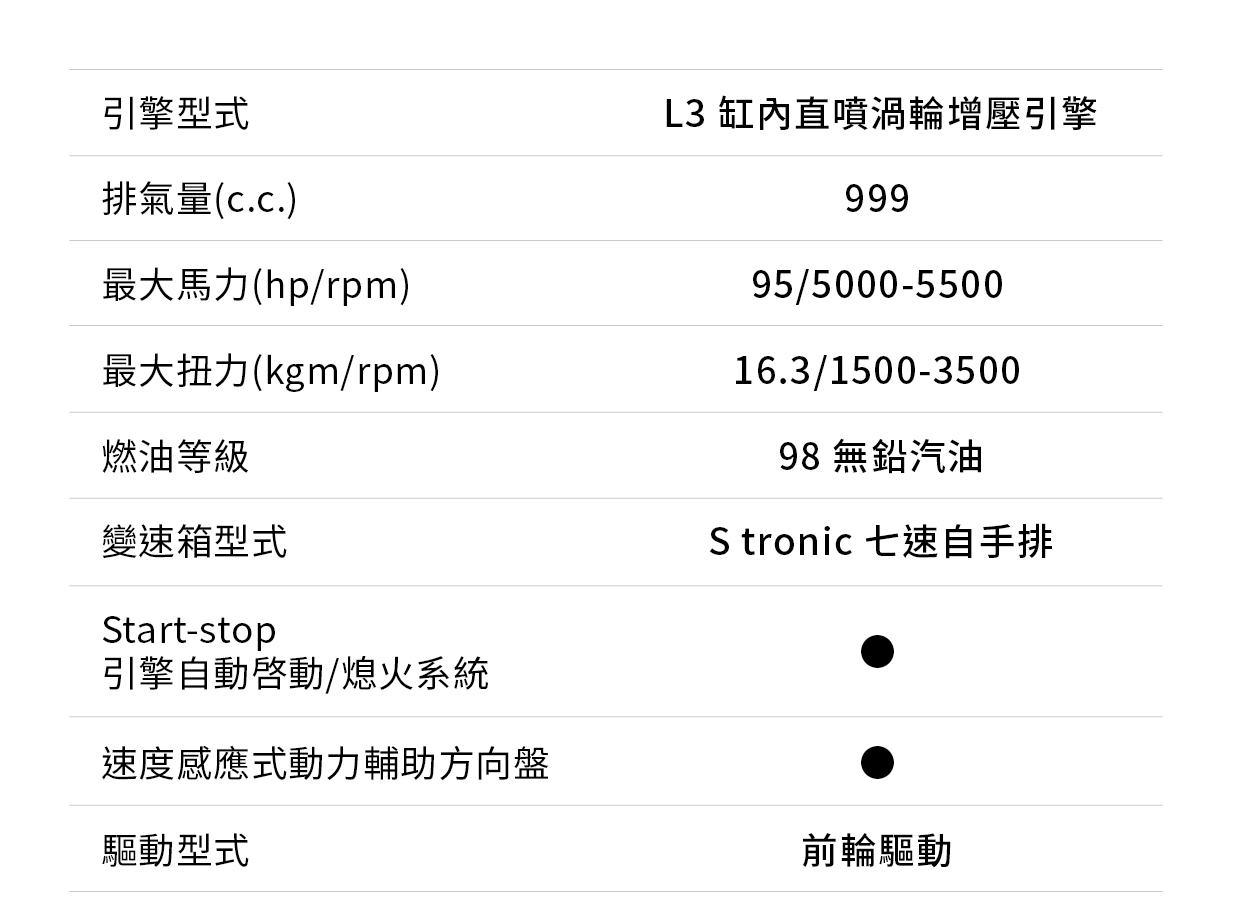 引擎型式 L3 缸內直噴渦輪增壓引擎
排氣量(c.c.) 999
最大馬力(hp/rpm) 95/5000-5500
最大扭力(kgm/rpm) 16.3/1500-3500
燃油等級 98 無鉛汽油
變速箱型式 S tronic 七速自手排
Start-stop
引擎自動啓動/熄火系統 ●
速度感應式動力輔助方向盤 ●
驅動型式 前輪驅動